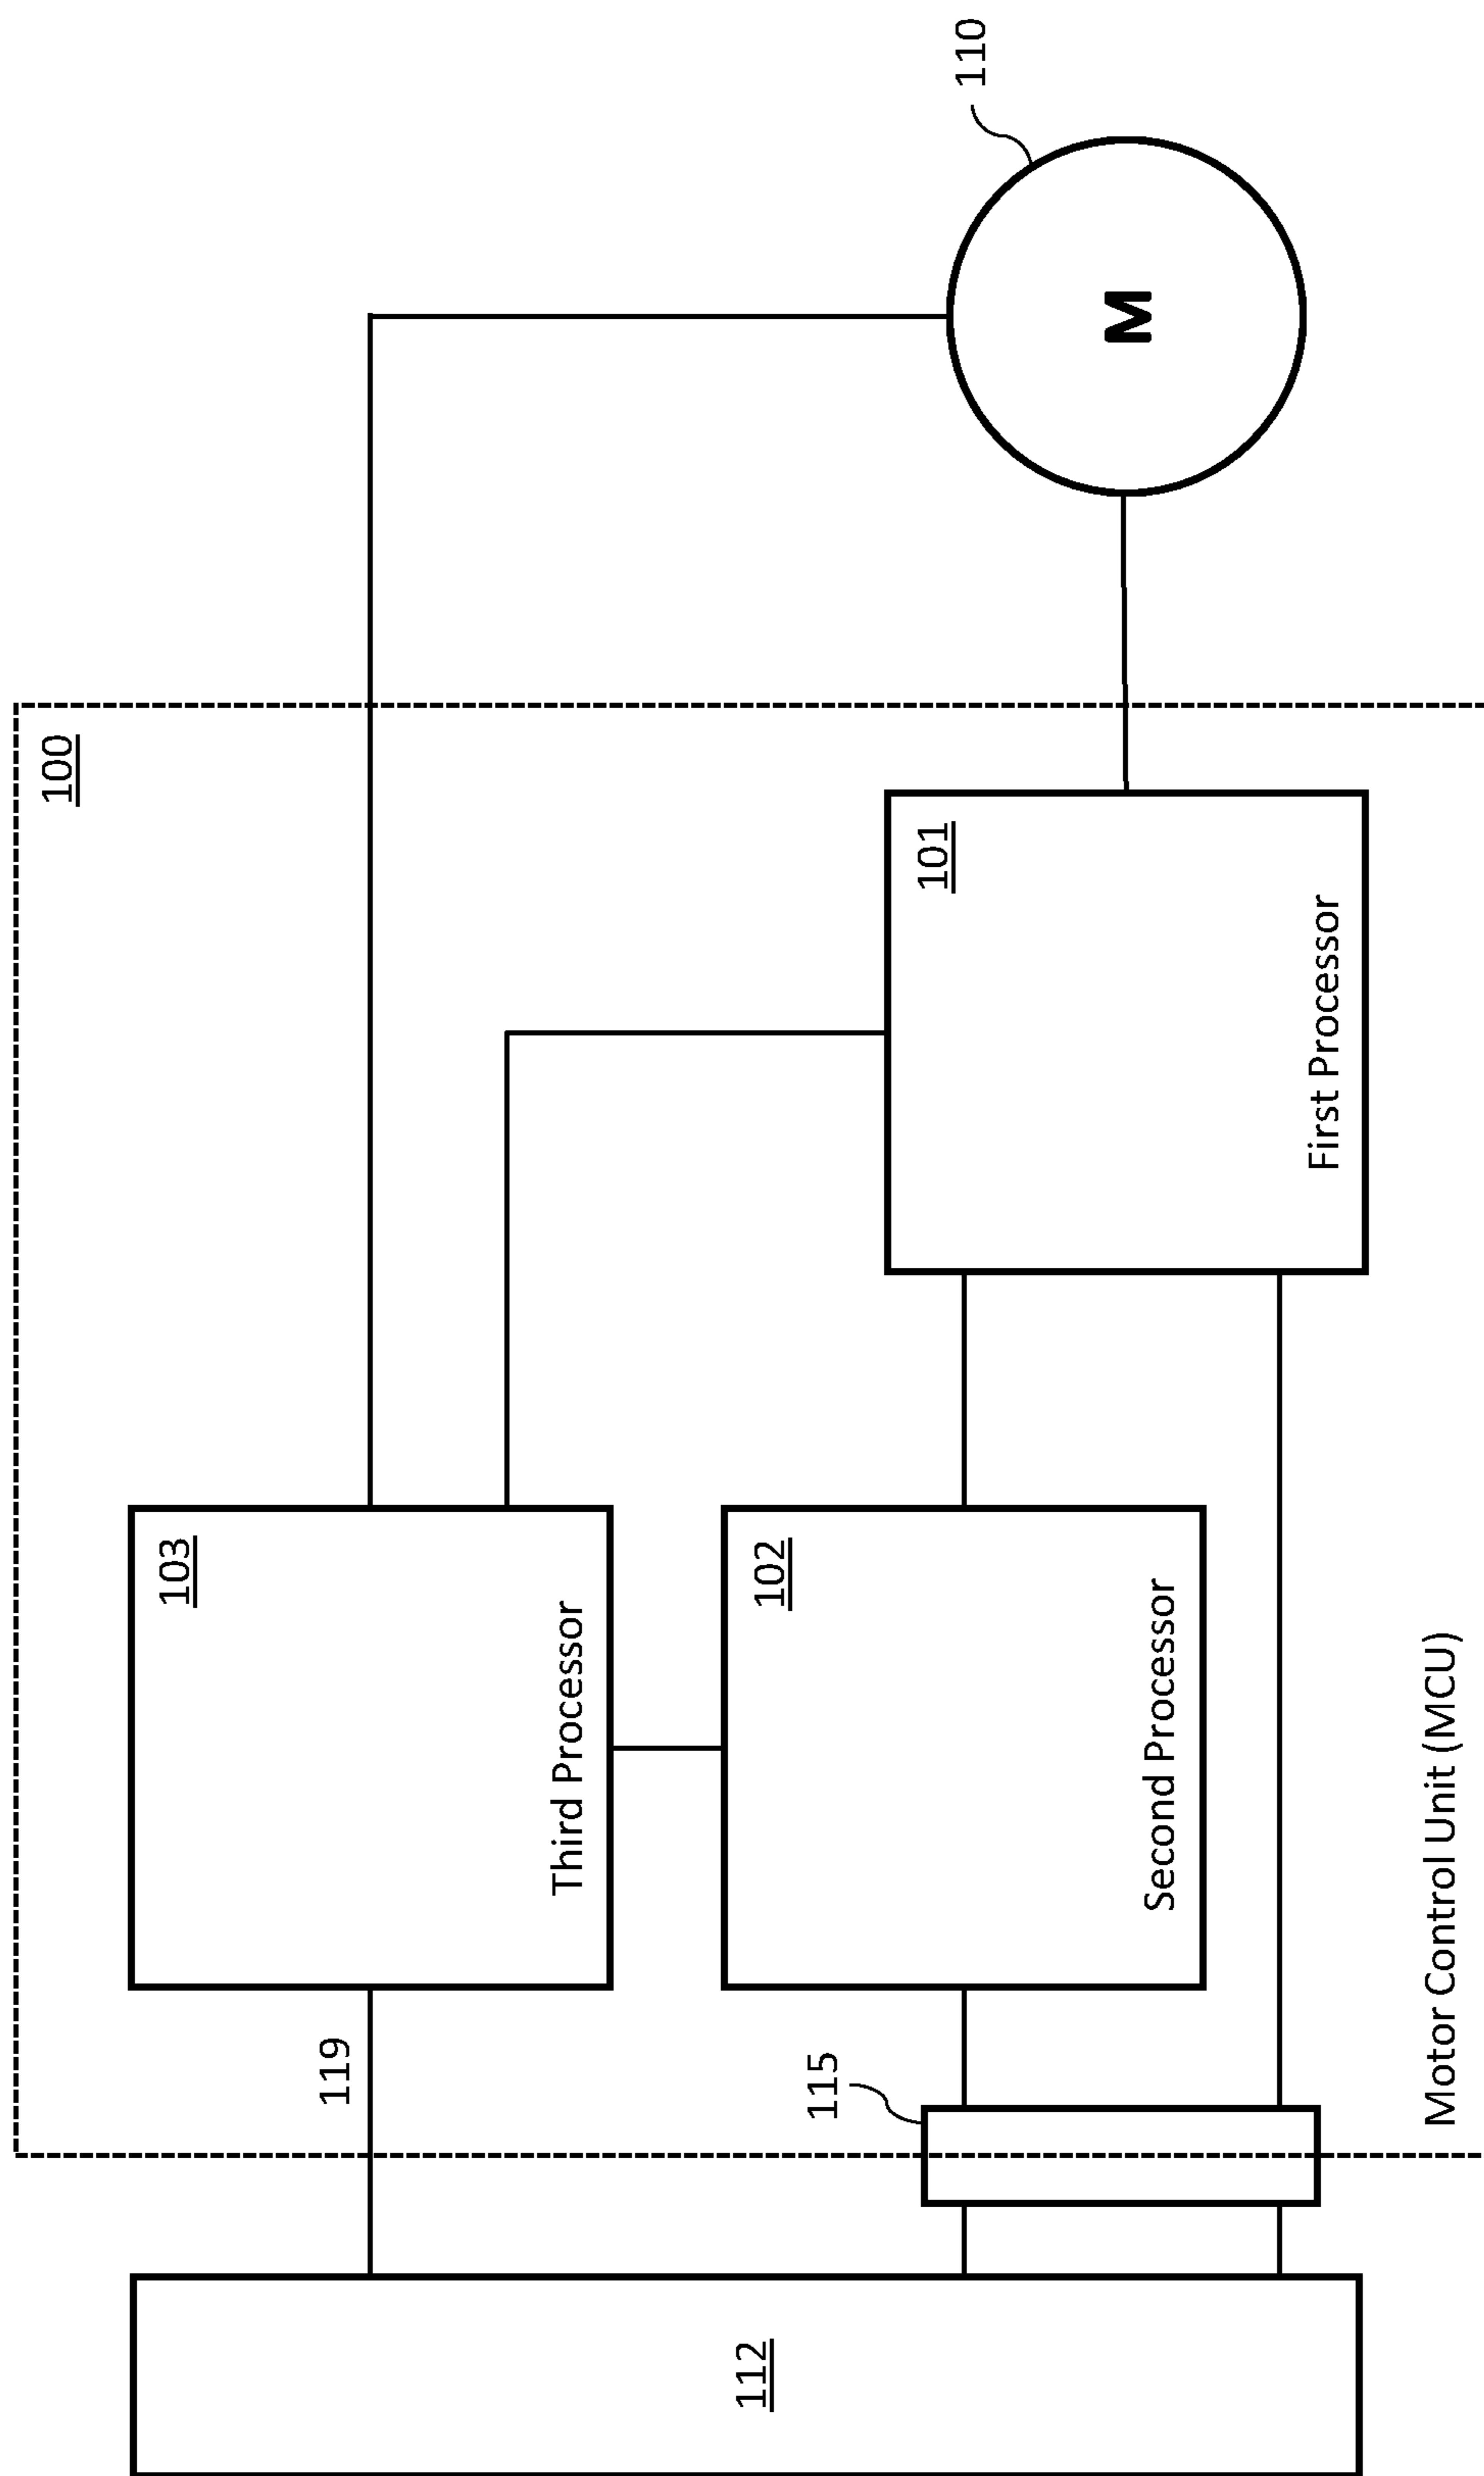 100
110
M
101
First Processor
103
Third Processor
102
Second Processor
119
115
112
Motor Control Unit (MCU)